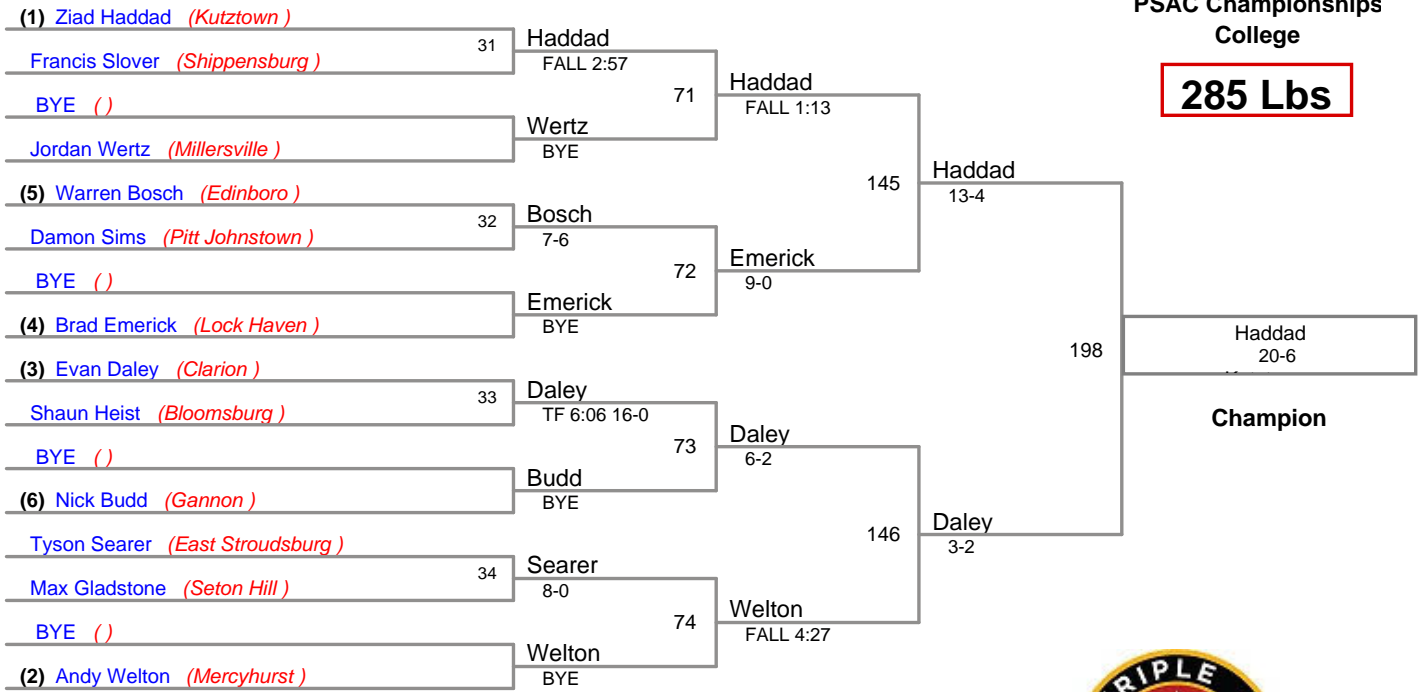 PSAC Championships
College
285 Lbs
(1) Ziad Haddad (Kutztown )
Francis Slover (Shippensburg )
BYE ( )
Jordan Wertz (Millersville )
(5) Warren Bosch (Edinboro )
Damon Sims (Pitt Johnstown )
BYE ( )
(4) Brad Emerick (Lock Haven )
(3) Evan Daley (Clarion )
Shaun Heist (Bloomsburg )
BYE ( )
(6) Nick Budd (Gannon )
Tyson Searer (East Stroudsburg )
Max Gladstone (Seton Hill )
BYE ( )
(2) Andy Welton (Mercyhurst )
31
Haddad
FALL 2:57
Wertz
BYE
32
Bosch
7-6
Emerick
BYE
33
Daley
TF 6:06 16-0
Budd
BYE
34
Searer
8-0
Welton
BYE
71
Haddad
FALL 1:13
72
Emerick
9-0
73
Daley
6-2
74
Welton
FALL 4:27
145
Haddad
13-4
146
Daley
3-2
198
Haddad
20-6
Champion
RIPLE